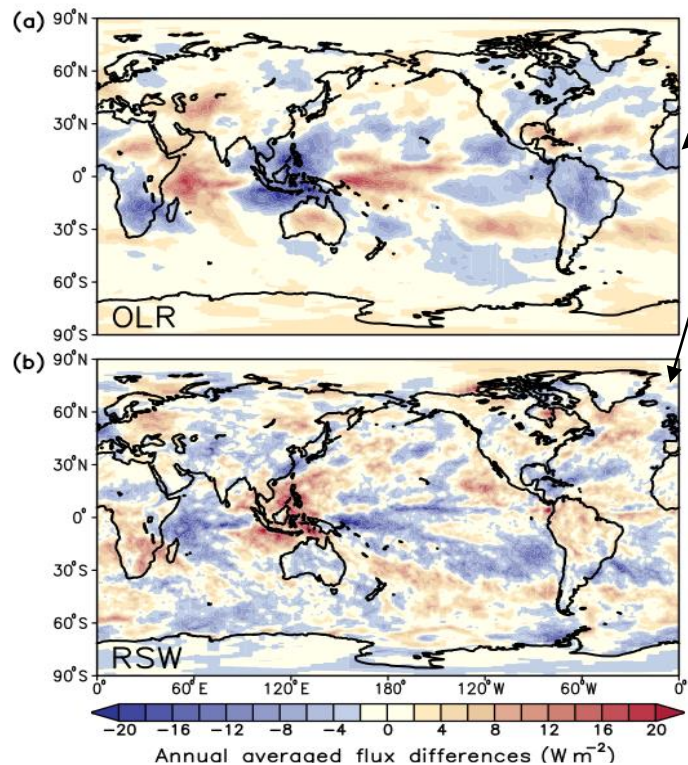 (a)
90°N
60°N
30°N
0°
30°S
60°S
90°S
OLR
(b)
90°N
60°N
30°N
0°
30°S
60°S
90°S
RSW
0° 60°E 120°E 180° 120°W 60°W
-20 -16 -12 -8 -4 0 4 8 12 16 20
Annual averaged flux differences (Wm⁻²)